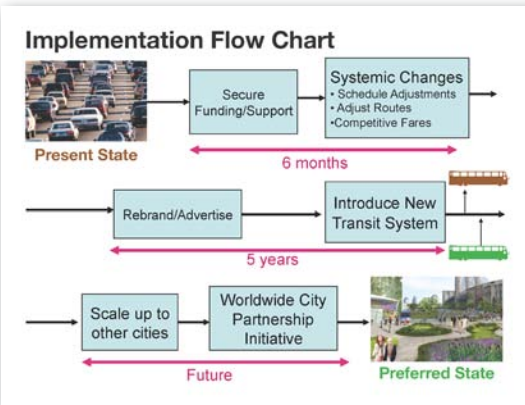 Implementation Flow Chart
Present State
Secure
Funding/Support
Systemic Changes
• Schedule Adjustments
• Adjust Routes
•Competitive Fares
6 months
Rebrand/Advertise
Introduce New
Transit System
5 years
Scale up to
other cities
Worldwide City
Partnership
Initiative
Future
Preferred State